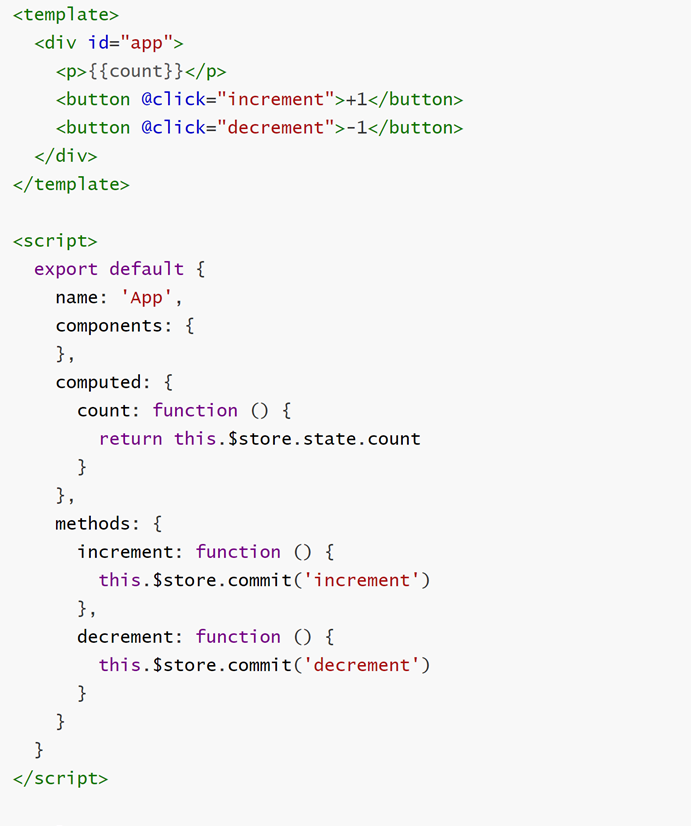 <template>
  <div id="app">
    <p>{{count}}</p>
    <button @click="increment">+1</button>
    <button @click="decrement">-1</button>
  </div>
</template>

<script>
  export default {
    name: 'App',
    components: {
    },
    computed: {
      count: function () {
        return this.$store.state.count
      }
    },
    methods: {
      increment: function () {
        this.$store.commit('increment')
      },
      decrement: function () {
        this.$store.commit('decrement')
      }
    }
  }
</script>